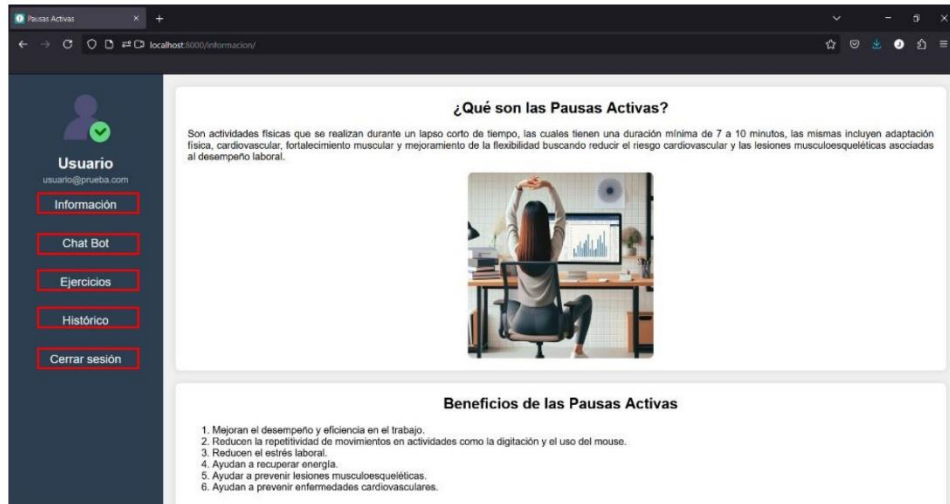 Pausas Activas
localhost:8000/informacion/
Usuario
usuario@prueba.com
Información
Chat Bot
Ejercicios
Histórico
Cerrar sesión
¿Qué son las Pausas Activas?
Son actividades físicas que se realizan durante un lapso corto de tiempo, las cuales tienen una duración mínima de 7 a 10 minutos, las mismas incluyen adaptación
física, cardiovascular, fortalecimiento muscular y mejoramiento de la flexibilidad buscando reducir el riesgo cardiovascular y las lesiones musculoesqueléticas asociadas
al desempeño laboral.
Beneficios de las Pausas Activas
1. Mejoran el desempeño y eficiencia en el trabajo.
2. Reducen la repetitividad de movimientos en actividades como la digitación y el uso del mouse.
3. Reducen el estrés laboral.
4. Ayudan a recuperar energía.
5. Ayudar a prevenir lesiones musculoesqueléticas.
6. Ayudan a prevenir enfermedades cardiovasculares.